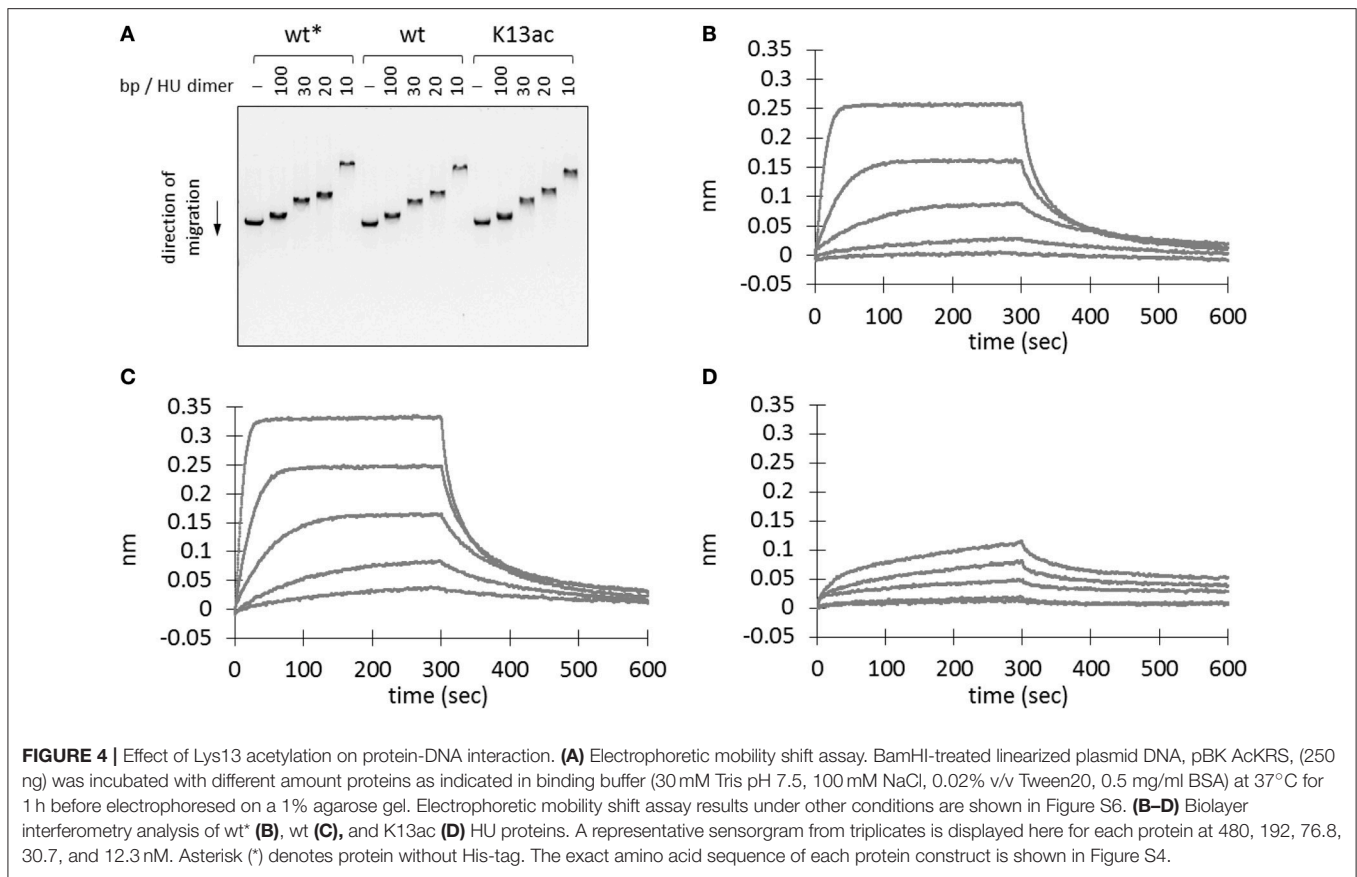 A
wt* wt K13ac
bp / HU dimer – 100 30 20 10 – 100 30 20 10 – 100 30 20 10
direction of
migration
B
0.35
0.3
0.25
0.2
0.15
0.1
0.05
0
-0.05
nm
0 100 200 300 400 500 600
time (sec)
C
0.35
0.3
0.25
0.2
0.15
0.1
0.05
0
-0.05
nm
0 100 200 300 400 500 600
time (sec)
D
0.35
0.3
0.25
0.2
0.15
0.1
0.05
0
-0.05
nm
0 100 200 300 400 500 600
time (sec)
FIGURE 4 | Effect of Lys13 acetylation on protein-DNA interaction. (A) Electrophoretic mobility shift assay. BamHI-treated linearized plasmid DNA, pBK AcKRS, (250
ng) was incubated with different amount proteins as indicated in binding buffer (30 mM Tris pH 7.5, 100 mM NaCl, 0.02% v/v Tween20, 0.5 mg/ml BSA) at 37°C for
1 h before electrophoresed on a 1% agarose gel. Electrophoretic mobility shift assay results under other conditions are shown in Figure S6. (B–D) Biolayer
interferometry analysis of wt* (B), wt (C), and K13ac (D) HU proteins. A representative sensorgram from triplicates is displayed here for each protein at 480, 192, 76.8,
30.7, and 12.3 nM. Asterisk (*) denotes protein without His-tag. The exact amino acid sequence of each protein construct is shown in Figure S4.